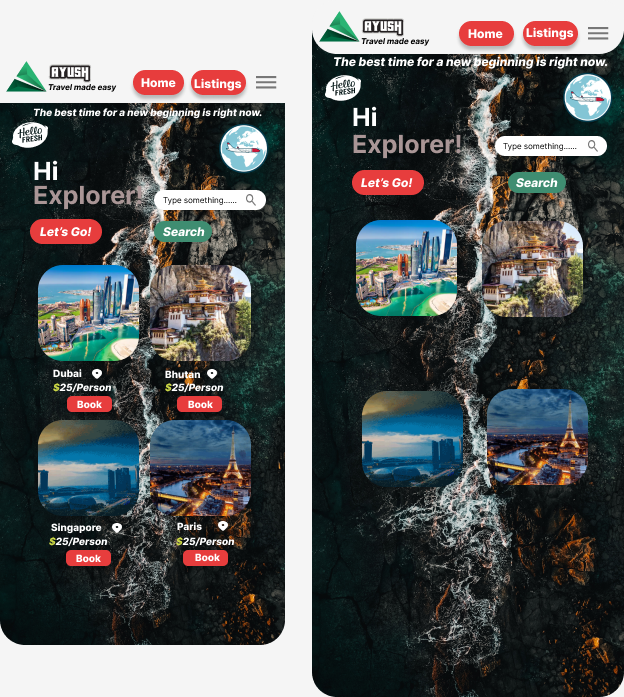 AYUSH
Travel made easy
Home
Listings
The best time for a new beginning is right now.
Hello
FRESH
Hi
Explorer!
Type something......
Let's Go!
Search
Dubai
$25/Person
Book
Bhutan
$25/Person
Book
Singapore
$25/Person
Book
Paris
$25/Person
Book
AYUSH
Travel made easy
Home
Listings
The best time for a new beginning is right now.
Hello
FRESH
Hi
Explorer!
Type something......
Let's Go!
Search